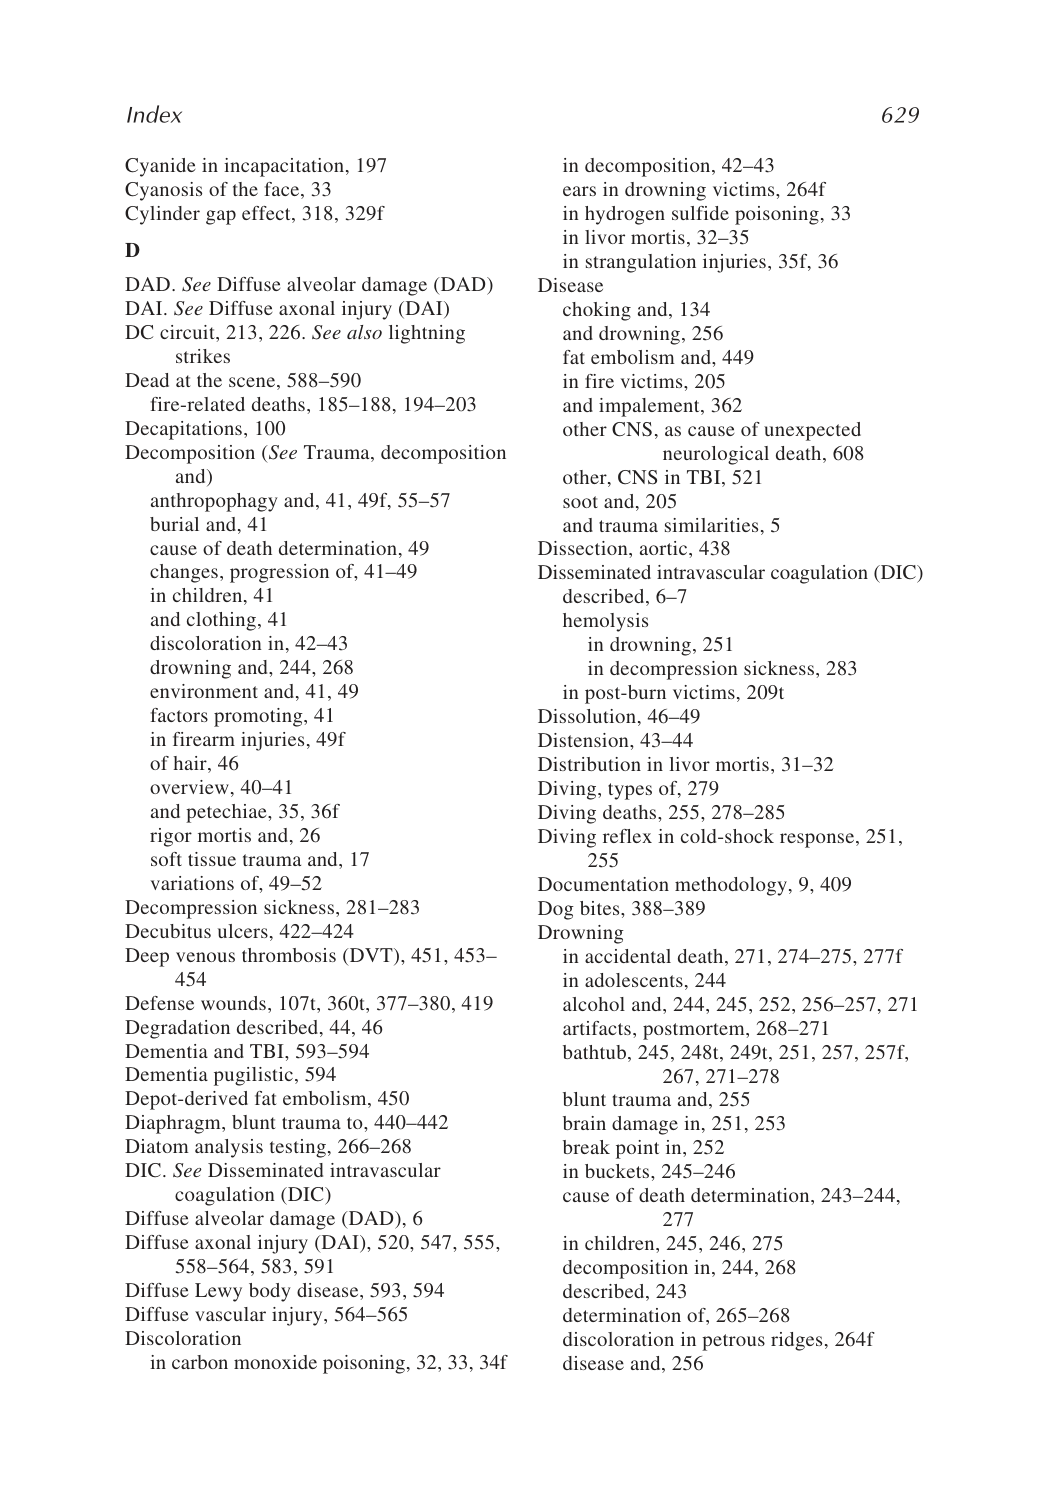 Index 629
Cyanide in incapacitation, 197
Cyanosis of the face, 33
Cylinder gap effect, 318, 329f
D
DAD. See Diffuse alveolar damage (DAD)
DAI. See Diffuse axonal injury (DAI)
DC circuit, 213, 226. See also lightning
strikes
Dead at the scene, 588–590
fire-related deaths, 185–188, 194–203
Decapitations, 100
Decomposition (See Trauma, decomposition
and)
anthropophagy and, 41, 49f, 55–57
burial and, 41
cause of death determination, 49
changes, progression of, 41–49
in children, 41
and clothing, 41
discoloration in, 42–43
drowning and, 244, 268
environment and, 41, 49
factors promoting, 41
in firearm injuries, 49f
of hair, 46
overview, 40–41
and petechiae, 35, 36f
rigor mortis and, 26
soft tissue trauma and, 17
variations of, 49–52
Decompression sickness, 281–283
Decubitus ulcers, 422–424
Deep venous thrombosis (DVT), 451, 453–
454
Defense wounds, 107t, 360t, 377–380, 419
Degradation described, 44, 46
Dementia and TBI, 593–594
Dementia pugilistic, 594
Depot-derived fat embolism, 450
Diaphragm, blunt trauma to, 440–442
Diatom analysis testing, 266–268
DIC. See Disseminated intravascular
coagulation (DIC)
Diffuse alveolar damage (DAD), 6
Diffuse axonal injury (DAI), 520, 547, 555,
558–564, 583, 591
Diffuse Lewy body disease, 593, 594
Diffuse vascular injury, 564–565
Discoloration
in carbon monoxide poisoning, 32, 33, 34f
in decomposition, 42–43
ears in drowning victims, 264f
in hydrogen sulfide poisoning, 33
in livor mortis, 32–35
in strangulation injuries, 35f, 36
Disease
choking and, 134
and drowning, 256
fat embolism and, 449
in fire victims, 205
and impalement, 362
other CNS, as cause of unexpected
neurological death, 608
other, CNS in TBI, 521
soot and, 205
and trauma similarities, 5
Dissection, aortic, 438
Disseminated intravascular coagulation (DIC)
described, 6–7
hemolysis
in drowning, 251
in decompression sickness, 283
in post-burn victims, 209t
Dissolution, 46–49
Distension, 43–44
Distribution in livor mortis, 31–32
Diving, types of, 279
Diving deaths, 255, 278–285
Diving reflex in cold-shock response, 251,
255
Documentation methodology, 9, 409
Dog bites, 388–389
Drowning
in accidental death, 271, 274–275, 277f
in adolescents, 244
alcohol and, 244, 245, 252, 256–257, 271
artifacts, postmortem, 268–271
bathtub, 245, 248t, 249t, 251, 257, 257f,
267, 271–278
blunt trauma and, 255
brain damage in, 251, 253
break point in, 252
in buckets, 245–246
cause of death determination, 243–244,
277
in children, 245, 246, 275
decomposition in, 244, 268
described, 243
determination of, 265–268
discoloration in petrous ridges, 264f
disease and, 256